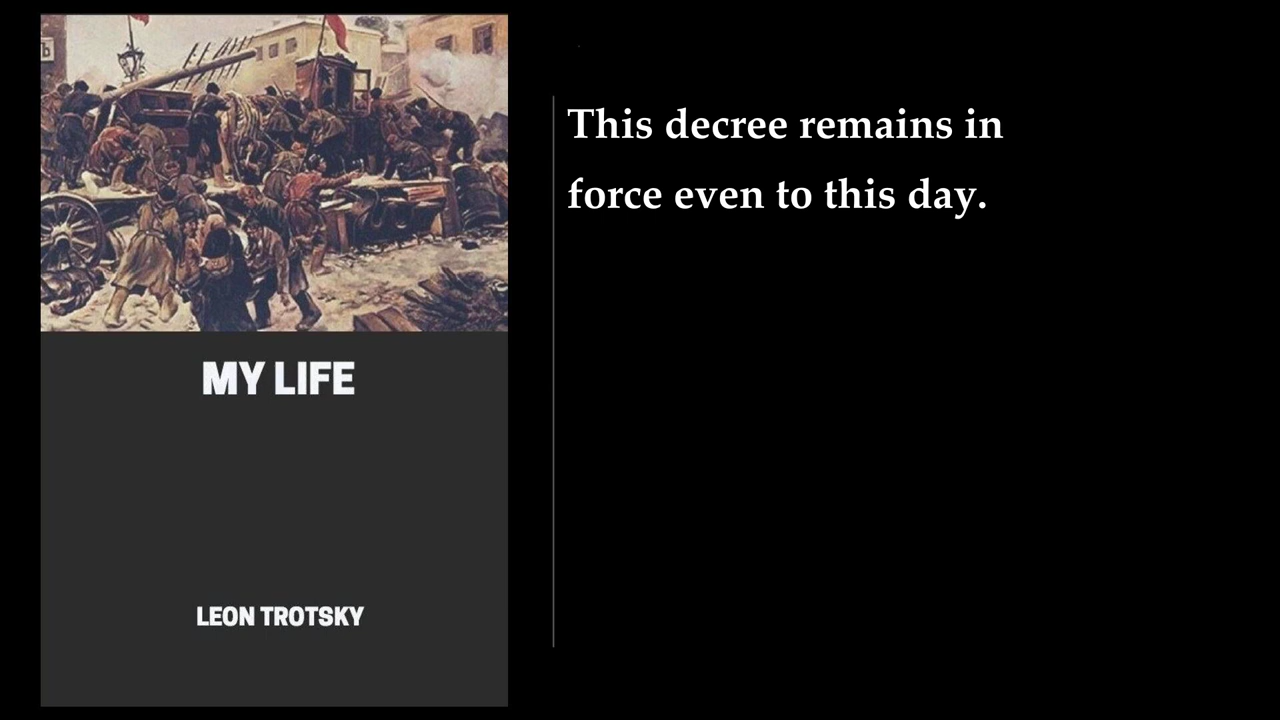 MY LIFE
LEON TROTSKY
This decree remains in
force even to this day.